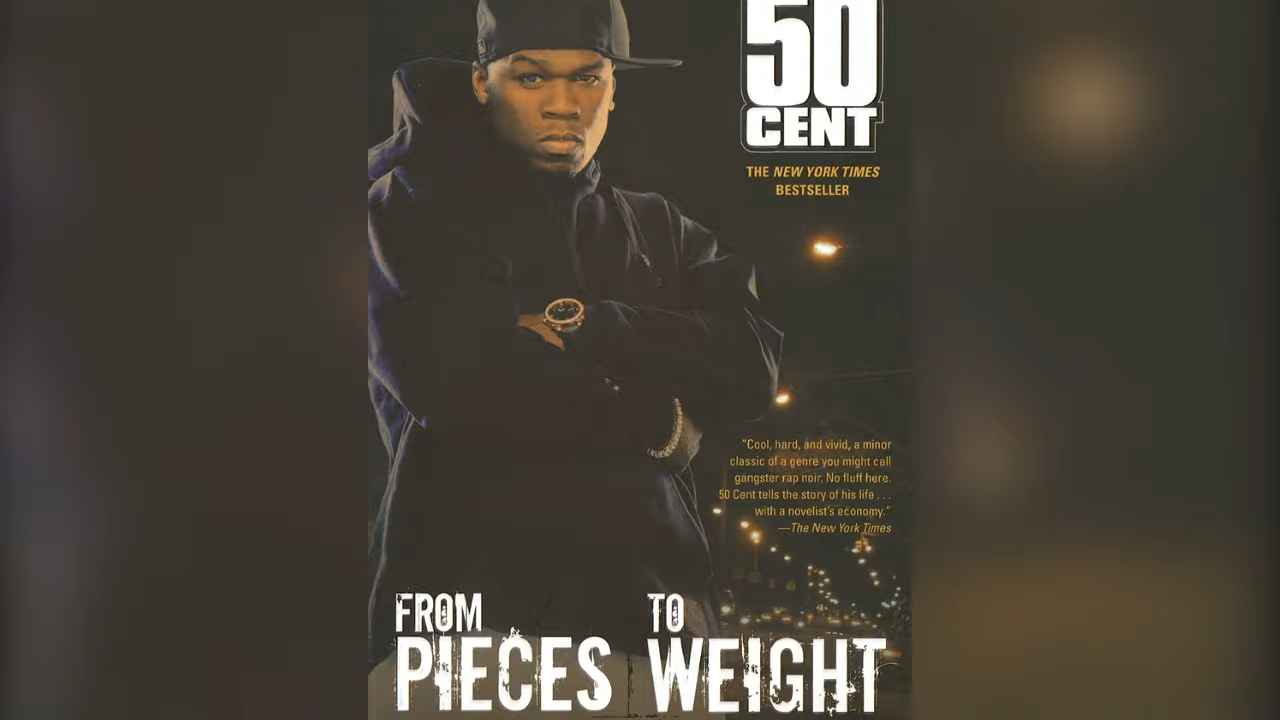 50
CENT
THE NEW YORK TIMES
BESTSELLER
"Cool, hard, and vivid, a minor
classic of a genre you might call
gangster rap noir. No fluff here.
50 Cent tells the story of his life . . .
with a novelist's economy."
—The New York Times
FROM TO
PIECES WEIGHT